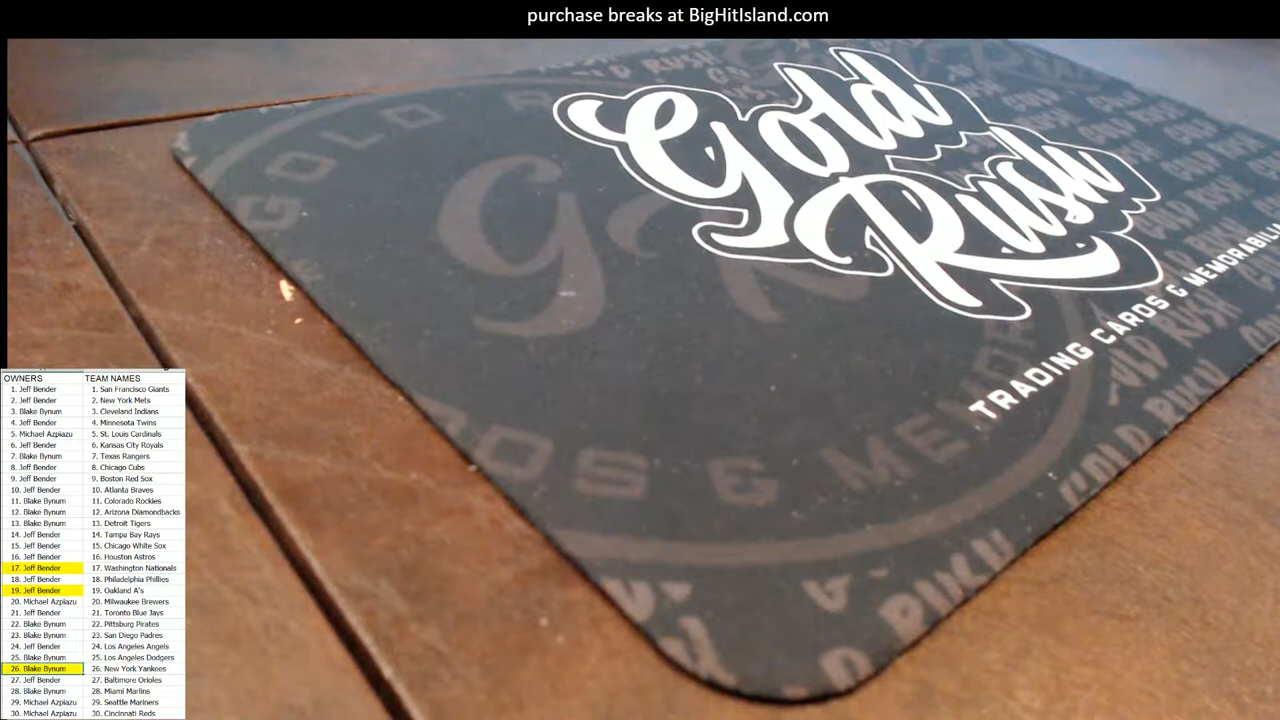 purchase breaks at BigHitIsland.com
Gold
Rush
TRADING CARDS & MEMORABILIA
OWNERS TEAM NAMES
1. Jeff Bender 1. San Francisco Giants
2. Jeff Bender 2. New York Mets
3. Blake Bynum 3. Cleveland Indians
4. Jeff Bender 4. Minnesota Twins
5. Michael Azpiazu 5. St. Louis Cardinals
6. Jeff Bender 6. Kansas City Royals
7. Blake Bynum 7. Texas Rangers
8. Jeff Bender 8. Chicago Cubs
9. Jeff Bender 9. Boston Red Sox
10. Jeff Bender 10. Atlanta Braves
11. Blake Bynum 11. Colorado Rockies
12. Blake Bynum 12. Arizona Diamondbacks
13. Blake Bynum 13. Detroit Tigers
14. Jeff Bender 14. Tampa Bay Rays
15. Jeff Bender 15. Chicago White Sox
16. Jeff Bender 16. Houston Astros
17. Jeff Bender 17. Washington Nationals
18. Jeff Bender 18. Philadelphia Phillies
19. Jeff Bender 19. Oakland A's
20. Michael Azpiazu 20. Milwaukee Brewers
21. Jeff Bender 21. Toronto Blue Jays
22. Blake Bynum 22. Pittsburg Pirates
23. Blake Bynum 23. San Diego Padres
24. Jeff Bender 24. Los Angeles Angels
25. Blake Bynum 25. Los Angeles Dodgers
26. Blake Bynum 26. New York Yankees
27. Jeff Bender 27. Baltimore Orioles
28. Blake Bynum 28. Miami Marlins
29. Michael Azpiazu 29. Seattle Mariners
30. Michael Azpiazu 30. Cincinnati Reds